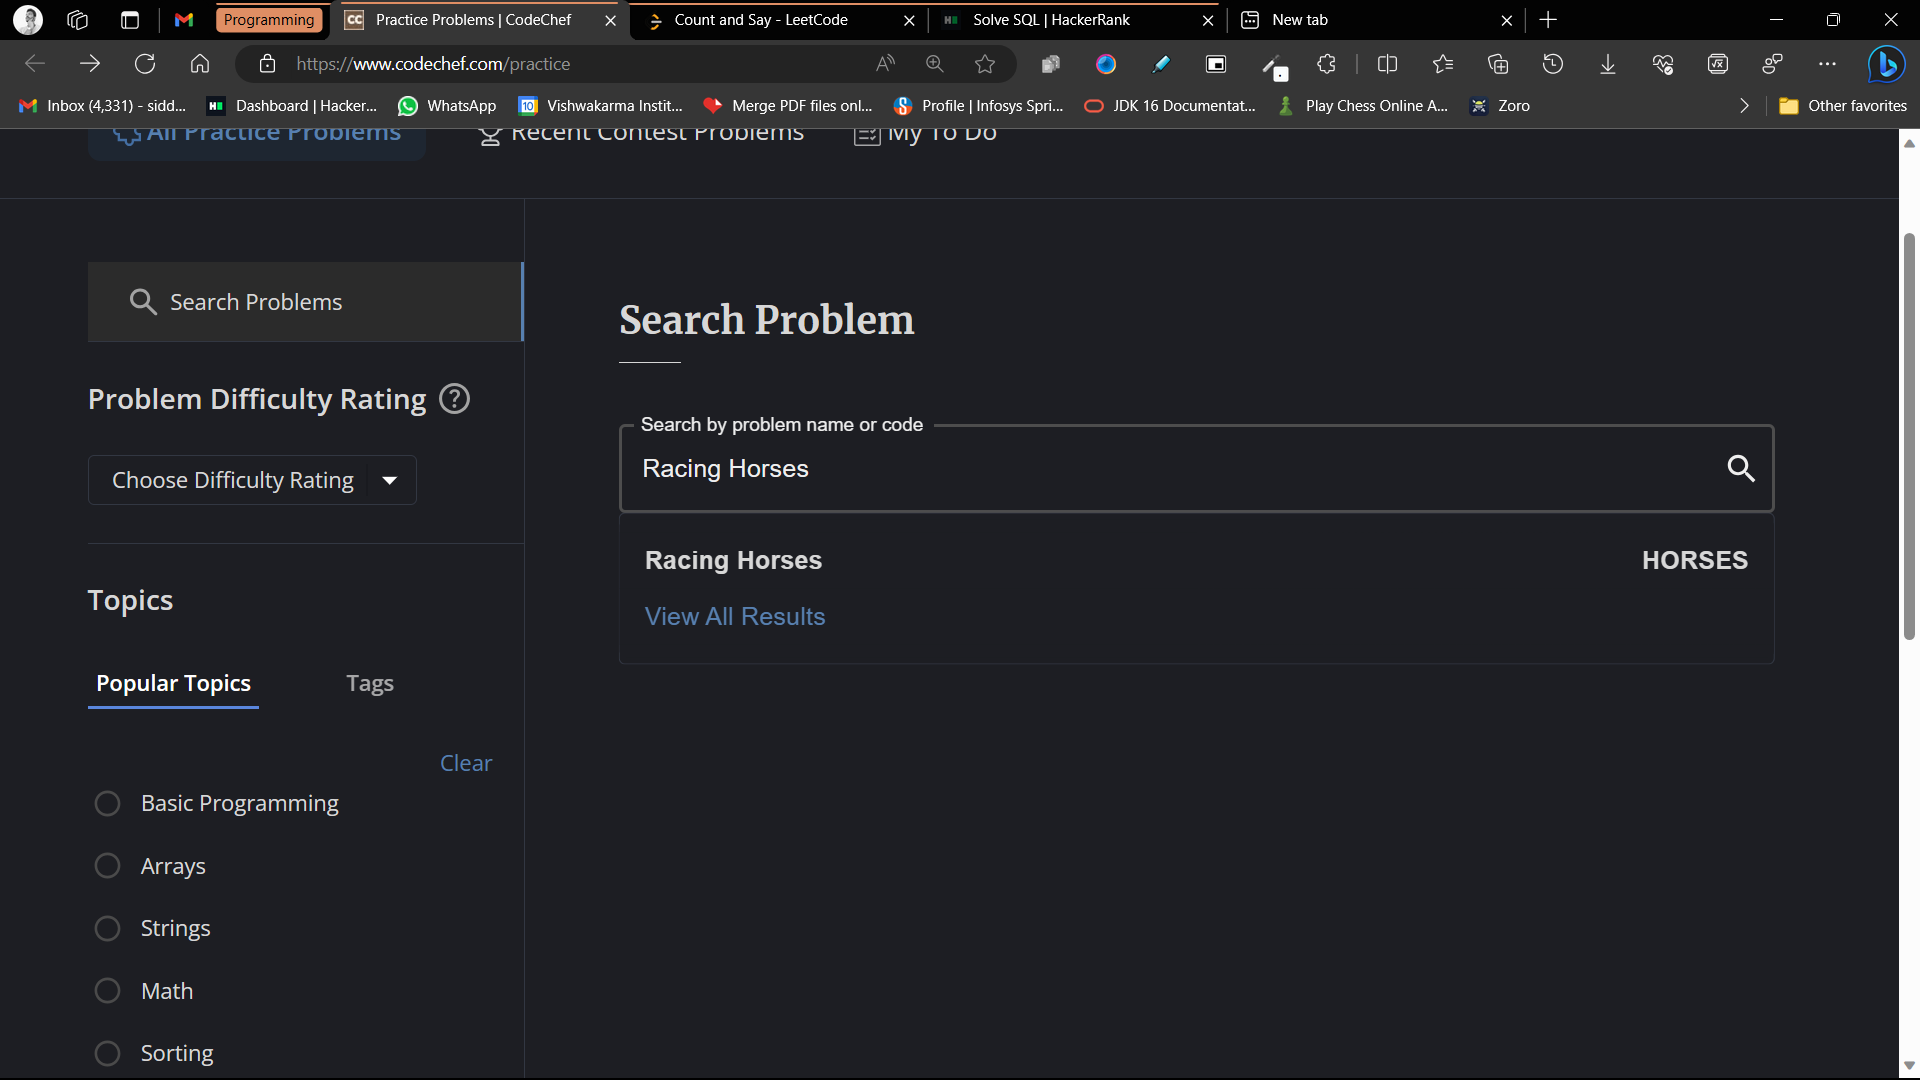 Programming
CC Practice Problems | CodeChef
Count and Say - LeetCode
H Solve SQL | HackerRank
New tab
https://www.codechef.com/practice
Inbox (4,331) - sidd...
H Dashboard | Hacker...
WhatsApp
10 Vishwakarma Instit...
Merge PDF files onl...
Profile | Infosys Spri...
JDK 16 Documentat...
Play Chess Online A...
Zoro
Other favorites
All Practice Problems
Recent Contest Problems
My To Do
Search Problems
Problem Difficulty Rating ?
Choose Difficulty Rating
Topics
Popular Topics
Tags
Clear
Basic Programming
Arrays
Strings
Math
Sorting
Search Problem
Search by problem name or code
Racing Horses
Racing Horses HORSES
View All Results